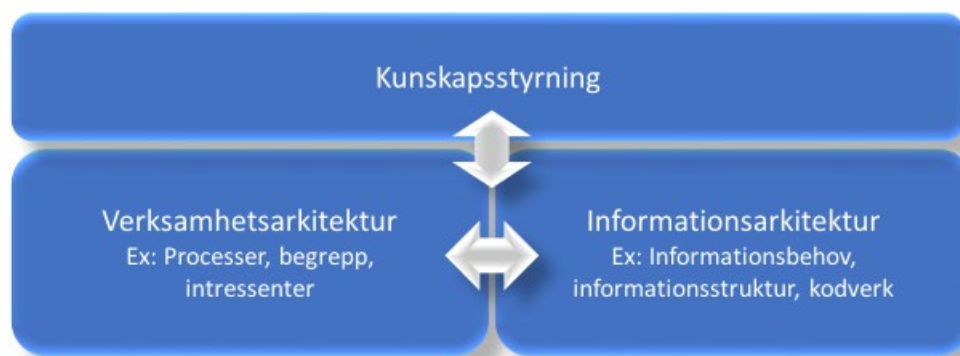 Kunskapsstyrning
Verksamhetsarkitektur
Ex: Processer, begrepp,
intressenter
Informationsarkitektur
Ex: Informationsbehov,
informationsstruktur, kodverk